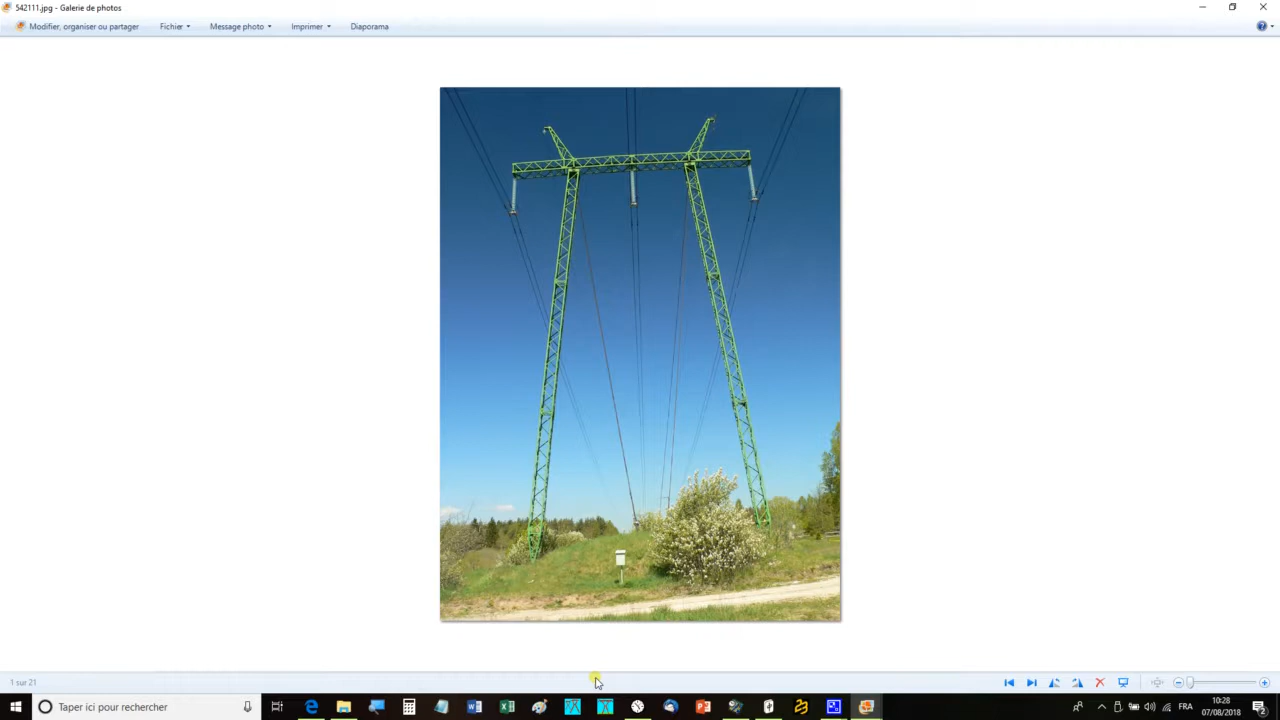 542111.jpg - Galerie de photos
Modifier, organiser ou partager Fichier Message photo Imprimer Diaporama
1 sur 21
Taper ici pour rechercher
FRA
10:28
07/08/2018